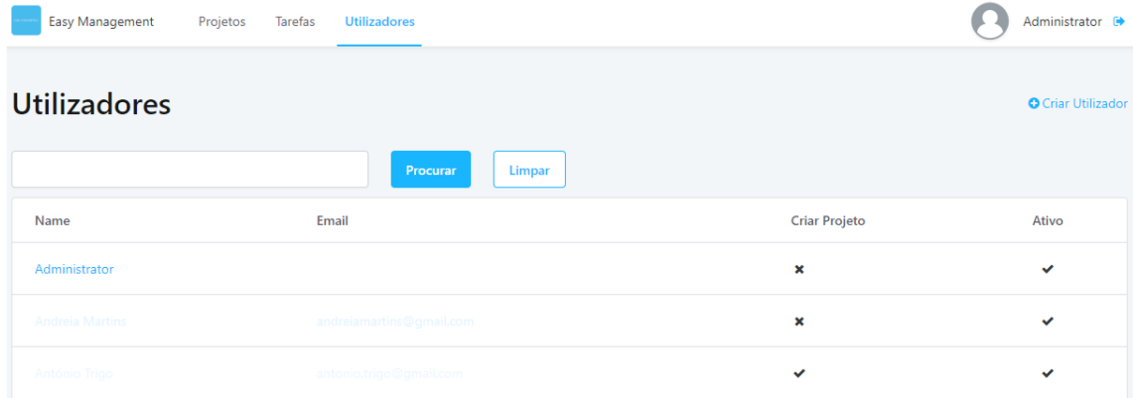 Easy Management Projetos Tarefas Utilizadores Administrator
Utilizadores
Criar Utilizador
Procurar Limpar
Name Email Criar Projeto Ativo
Administrator
Andreia Martins andreiamartins@gmail.com
António Trigo antonio.trigo@gmail.com